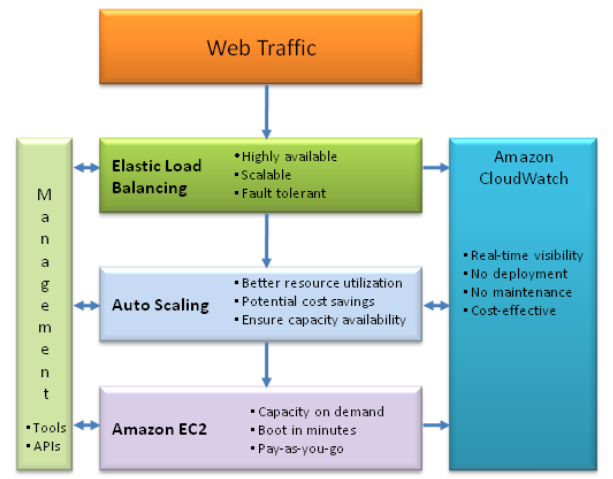 Web Traffic
Elastic Load
Balancing
▪ Highly available
▪ Scalable
▪ Fault tolerant
Amazon
CloudWatch
▪ Real-time visibility
▪ No deployment
▪ No maintenance
▪ Cost-effective
Management
▪ Tools
▪ APIs
Auto Scaling
▪ Better resource utilization
▪ Potential cost savings
▪ Ensure capacity availability
Amazon EC2
▪ Capacity on demand
▪ Boot in minutes
▪ Pay-as-you-go